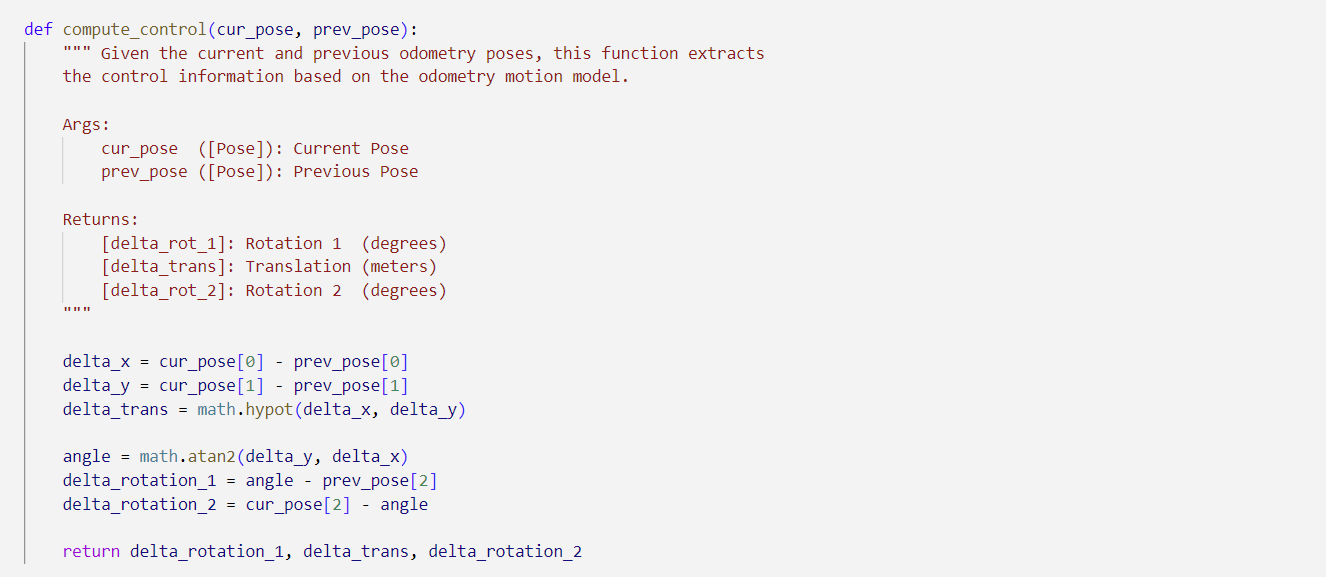 def compute_control(cur_pose, prev_pose):
    """ Given the current and previous odometry poses, this function extracts
    the control information based on the odometry motion model.

    Args:
        cur_pose  ([Pose]): Current Pose
        prev_pose ([Pose]): Previous Pose

    Returns:
        [delta_rot_1]: Rotation 1  (degrees)
        [delta_trans]: Translation (meters)
        [delta_rot_2]: Rotation 2  (degrees)
    """

    delta_x = cur_pose[0] - prev_pose[0]
    delta_y = cur_pose[1] - prev_pose[1]
    delta_trans = math.hypot(delta_x, delta_y)

    angle = math.atan2(delta_y, delta_x)
    delta_rotation_1 = angle - prev_pose[2]
    delta_rotation_2 = cur_pose[2] - angle

    return delta_rotation_1, delta_trans, delta_rotation_2